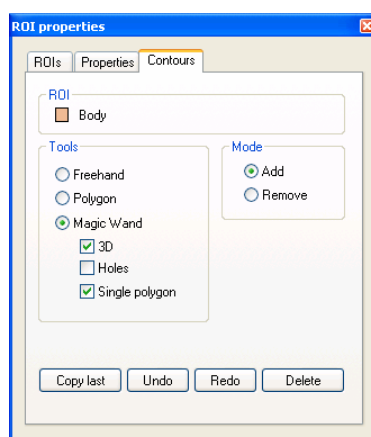 ROI properties
ROIs Properties Contours
ROI
Body
Tools
Mode
Freehand
Add
Polygon
Remove
Magic Wand
3D
Holes
Single polygon
Copy last Undo Redo Delete